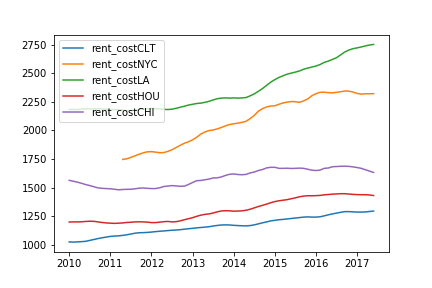 2750
2500
2250
2000
1750
1500
1250
1000
rent_costCLT
rent_costNYC
rent_costLA
rent_costHOU
rent_costCHI
2010 2011 2012 2013 2014 2015 2016 2017